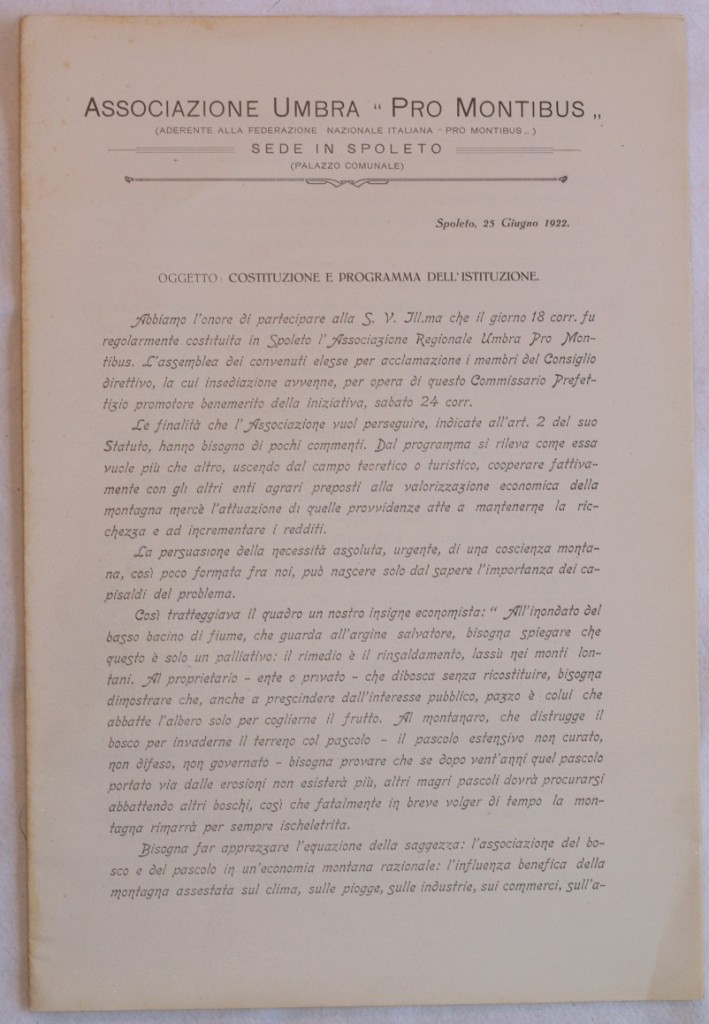 ASSOCIAZIONE UMBRA “ PRO MONTIBUS „
(ADERENTE ALLA FEDERAZIONE NAZIONALE ITALIANA “ PRO MONTIBUS „ )
SEDE IN SPOLETO
(PALAZZO COMUNALE)
Spoleto, 25 Giugno 1922.
OGGETTO: COSTITUZIONE E PROGRAMMA DELL'ISTITUZIONE.
Abbiamo l'onore di partecipare alla S. V. Ill.ma che il giorno 18 corr. fu
regolarmente costituita in Spoleto l'Associazione Regionale Umbra Pro Mon-
tibus. L'assemblea dei convenuti elesse per acclamazione i membri del Consiglio
direttivo, la cui insediazione avvenne, per opera di questo Commissario Prefet-
tizio promotore benemerito della iniziativa, sabato 24 corr.
Le finalità che l'Associazione vuol perseguire, indicate all'art. 2 del suo
Statuto, hanno bisogno di pochi commenti. Dal programma si rileva come essa
vuole più che altro, uscendo dal campo teoretico o turistico, cooperare fattiva-
mente con gli altri enti agrari preposti alla valorizzazione economica della
montagna mercè l'attuazione di quelle provvidenze atte a mantenerne la ric-
chezza e ad incrementare i redditi.
La persuasione della necessità assoluta, urgente, di una coscienza monta-
na, così poco formata fra noi, può nascere solo dal sapere l'importanza dei ca-
pisaldi del problema.
Così tratteggiava il quadro un nostro insigne economista: “ All'inondato del
basso bacino di fiume, che guarda all'argine salvatore, bisogna spiegare che
questo è solo un palliativo: il rimedio è il rinsaldamento, lassù nei monti lon-
tani. Al proprietario - ente o privato - che dibosca senza ricostituire, bisogna
dimostrare che, anche a prescindere dall'interesse pubblico, pazzo è colui che
abbatte l'albero solo per coglierne il frutto. Al montanaro, che distrugge il
bosco per invaderne il terreno col pascolo - il pascolo estensivo non curato,
non difeso, non governato - bisogna provare che se dopo vent'anni quel pascolo
portato via dalle erosioni non esisterà più, altri magri pascoli dovrà procurarsi
abbattendo altri boschi, così che fatalmente in breve volger di tempo la mon-
tagna rimarrà per sempre ischeletrita.
Bisogna far apprezzare l'equazione della saggezza: l'associazione del bo-
sco e del pascolo in un'economia montana razionale: l'influenza benefica della
montagna assestata sul clima, sulle piogge, sulle industrie, sui commerci, sull'a-